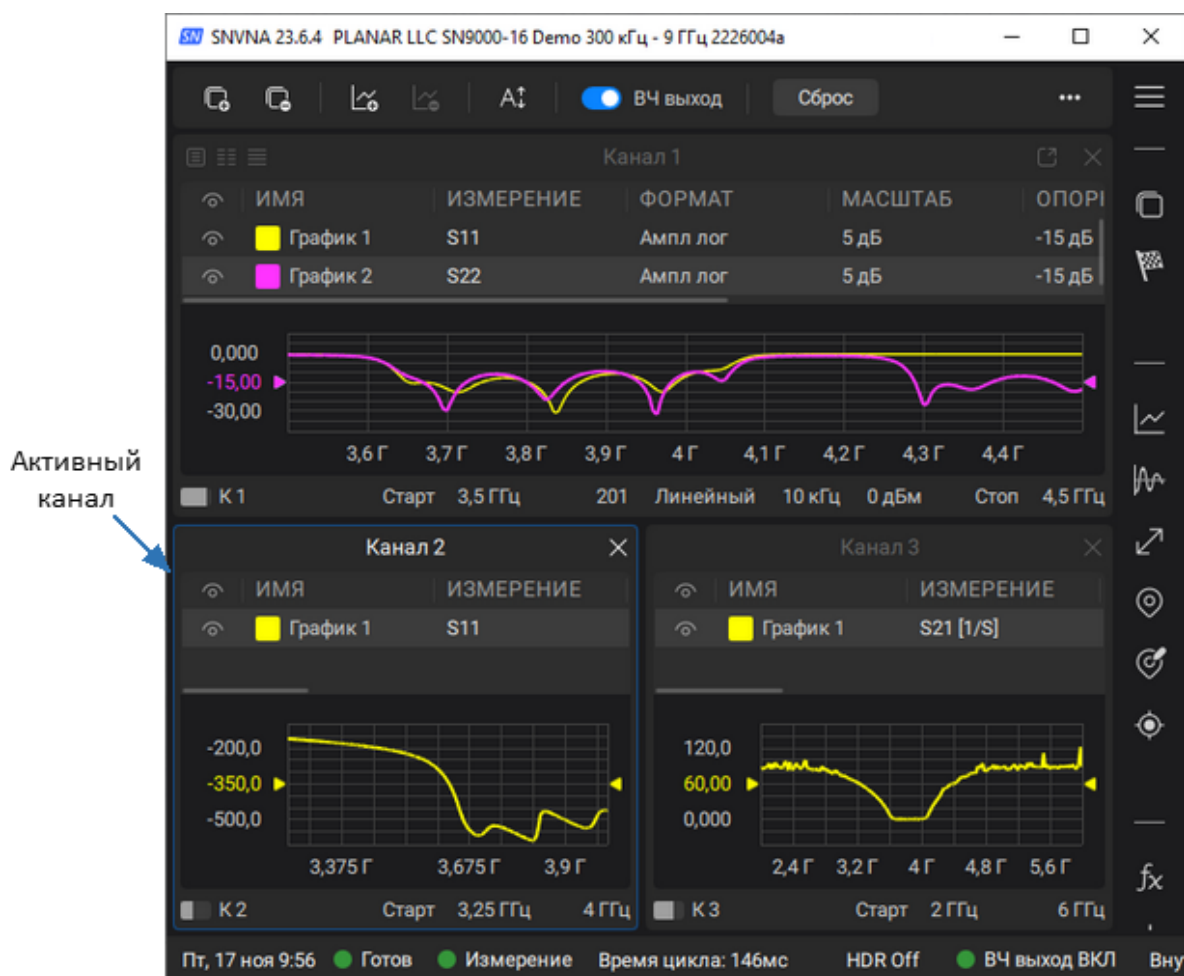 SNVNA 23.6.4 PLANAR LLC SN9000-16 Demo 300 кГц - 9 ГГц 2226004a
A ВЧ выход Сброс
Канал 1
ИМЯ ИЗМЕРЕНИЕ ФОРМАТ МАСШТАБ ОПОРІ
График 1 S11 Ампл лог 5 дБ -15 дБ
График 2 S22 Ампл лог 5 дБ -15 дБ
0,000
-15,00
-30,00
3,6 Г 3,7 Г 3,8 Г 3,9 Г 4 Г 4,1 Г 4,2 Г 4,3 Г 4,4 Г
К 1 Старт 3,5 ГГц 201 Линейный 10 кГц 0 дБм Стоп 4,5 ГГц
Активный
канал
Канал 2
ИМЯ ИЗМЕРЕНИЕ
График 1 S11
-200,0
-350,0
-500,0
3,375 Г 3,675 Г 3,9 Г
К 2 Старт 3,25 ГГц 4 ГГц
Канал 3
ИМЯ ИЗМЕРЕНИЕ
График 1 S21 [1/S]
120,0
60,00
0,000
2,4 Г 3,2 Г 4 Г 4,8 Г 5,6 Г
К 3 Старт 2 ГГц 6 ГГц
fx
Пт, 17 ноя 9:56 Готов Измерение Время цикла: 146мс HDR Off ВЧ выход ВКЛ Вну